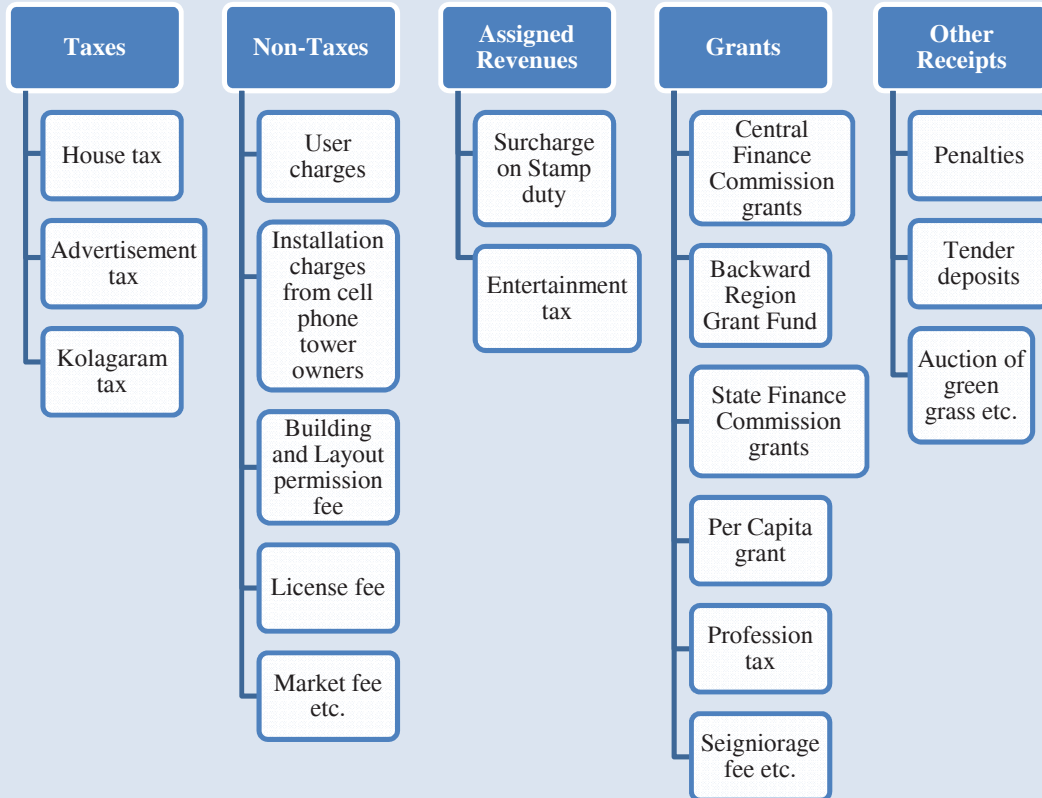 Taxes
House tax
Advertisement
tax
Kolagaram
tax
Non-Taxes
User
charges
Installation
charges
from cell
phone
tower
owners
Building
and Layout
permission
fee
License fee
Market fee
etc.
Assigned
Revenues
Surcharge
on Stamp
duty
Entertainment
tax
Grants
Central
Finance
Commission
grants
Backward
Region
Grant Fund
State Finance
Commission
grants
Per Capita
grant
Profession
tax
Seigniorage
fee etc.
Other
Receipts
Penalties
Tender
deposits
Auction of
green
grass etc.